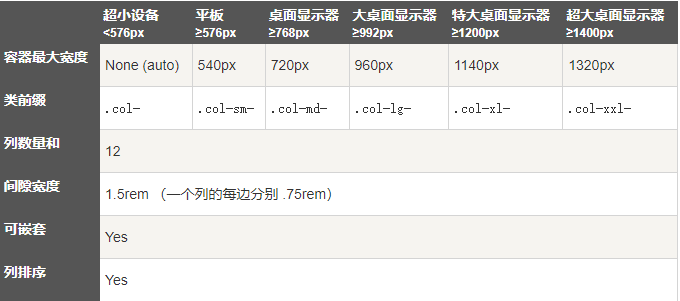 超小设备 平板 桌面显示器 大桌面显示器 特大桌面显示器 超大桌面显示器
<576px ≥576px ≥768px ≥992px ≥1200px ≥1400px
容器最大宽度 None (auto) 540px 720px 960px 1140px 1320px
类前缀 .col- .col-sm- .col-md- .col-lg- .col-xl- .col-xxl-
列数量和 12
间隙宽度 1.5rem （一个列的每边分别 .75rem）
可嵌套 Yes
列排序 Yes